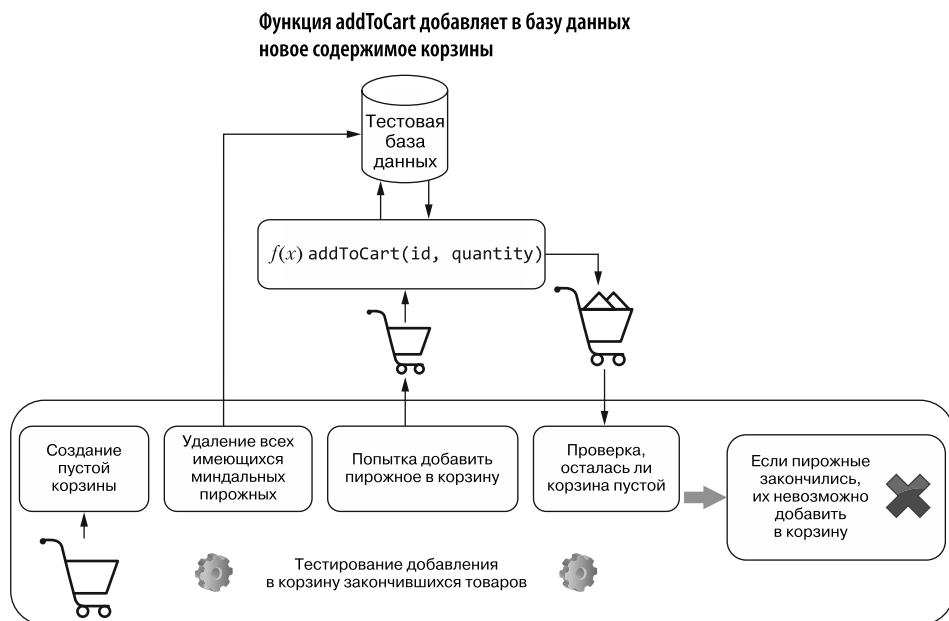 Функция addToCart добавляет в базу данных
новое содержимое корзины
Тестовая
база
данных
f(x) addToCart(id, quantity)
Создание
пустой
корзины
Удаление всех
имеющихся
миндальных
пирожных
Попытка добавить
пирожное в корзину
Проверка,
осталась ли
корзина пустой
Если пирожные
закончились,
их невозможно
добавить
в корзину
Тестирование добавления
в корзину закончившихся товаров